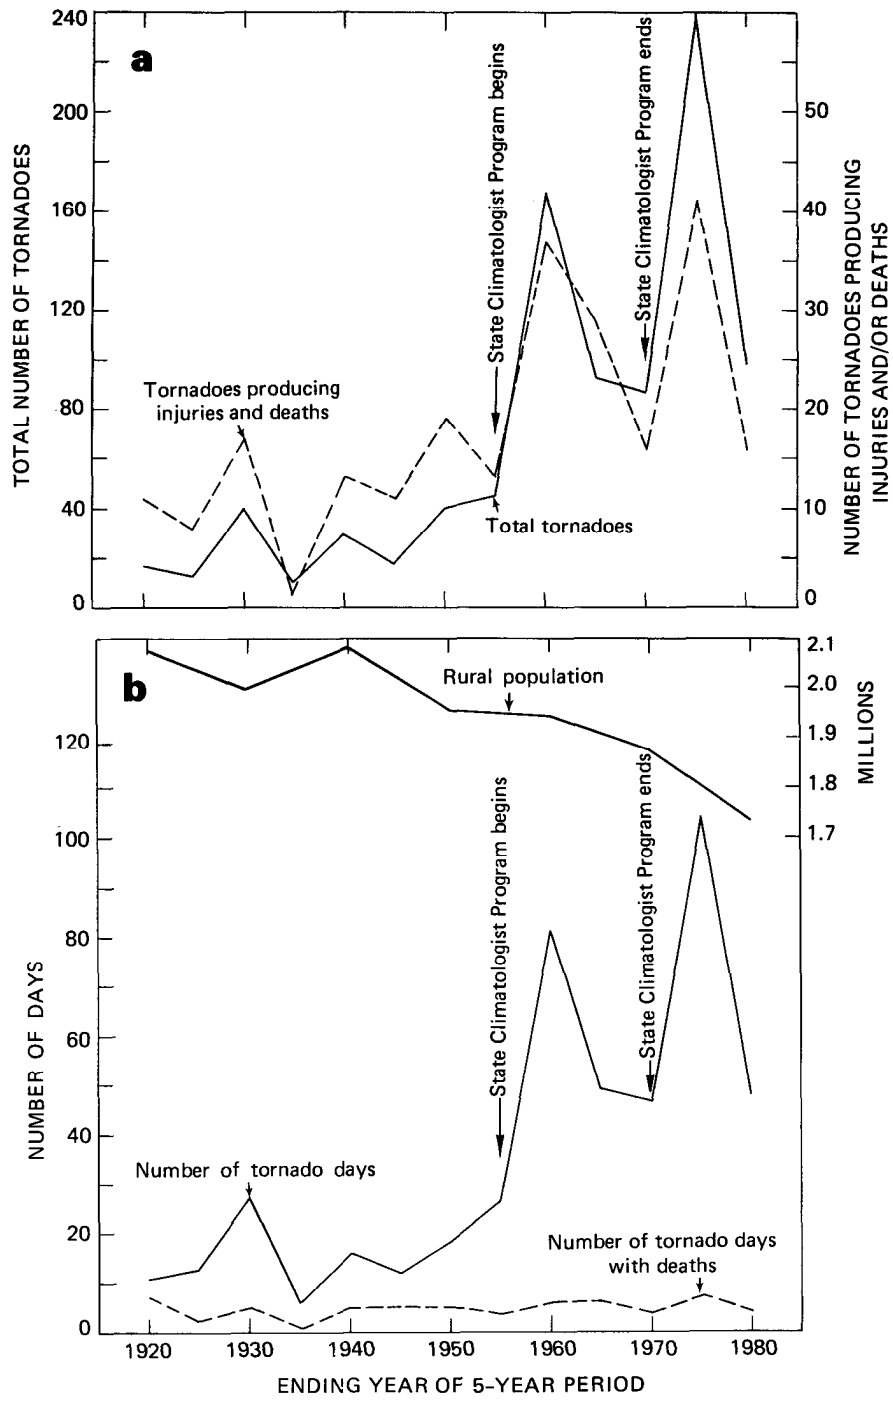 a
240
200
160
120
80
40
0
TOTAL NUMBER OF TORNADOES
50
40
30
20
10
0
NUMBER OF TORNADOES PRODUCING
INJURIES AND/OR DEATHS
State Climatologist Program begins
State Climatologist Program ends
Tornadoes producing
injuries and deaths
Total tornadoes
b
120
100
80
60
40
20
0
NUMBER OF DAYS
2.1
2.0
1.9
1.8
1.7
MILLIONS
Rural population
State Climatologist Program begins
State Climatologist Program ends
Number of tornado days
Number of tornado days
with deaths
1920 1930 1940 1950 1960 1970 1980
ENDING YEAR OF 5-YEAR PERIOD